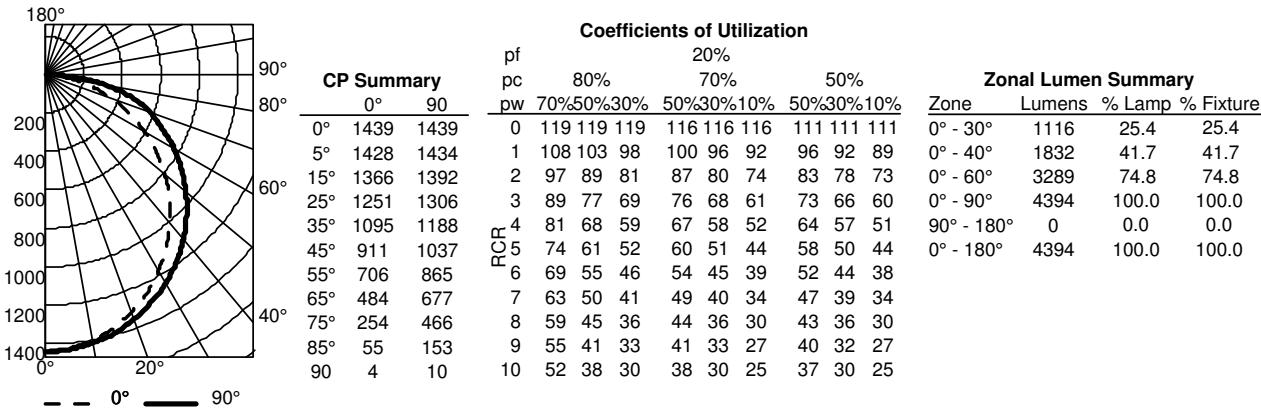 180°
90°
80°
60°
40°
20°
0°
200
400
600
800
1000
1200
1400
0° 90°
CP Summary
0° 90
0° 1439 1439
5° 1428 1434
15° 1366 1392
25° 1251 1306
35° 1095 1188
45° 911 1037
55° 706 865
65° 484 677
75° 254 466
85° 55 153
90 4 10
Coefficients of Utilization
pf 20%
pc 80% 70% 50%
pw 70%50%30% 50%30%10% 50%30%10%
RCR
0 119 119 119 116 116 116 111 111 111
1 108 103 98 100 96 92 96 92 89
2 97 89 81 87 80 74 83 78 73
3 89 77 69 76 68 61 73 66 60
4 81 68 59 67 58 52 64 57 51
5 74 61 52 60 51 44 58 50 44
6 69 55 46 54 45 39 52 44 38
7 63 50 41 49 40 34 47 39 34
8 59 45 36 44 36 30 43 36 30
9 55 41 33 41 33 27 40 32 27
10 52 38 30 38 30 25 37 30 25
Zonal Lumen Summary
Zone Lumens % Lamp % Fixture
0° - 30° 1116 25.4 25.4
0° - 40° 1832 41.7 41.7
0° - 60° 3289 74.8 74.8
0° - 90° 4394 100.0 100.0
90° - 180° 0 0.0 0.0
0° - 180° 4394 100.0 100.0